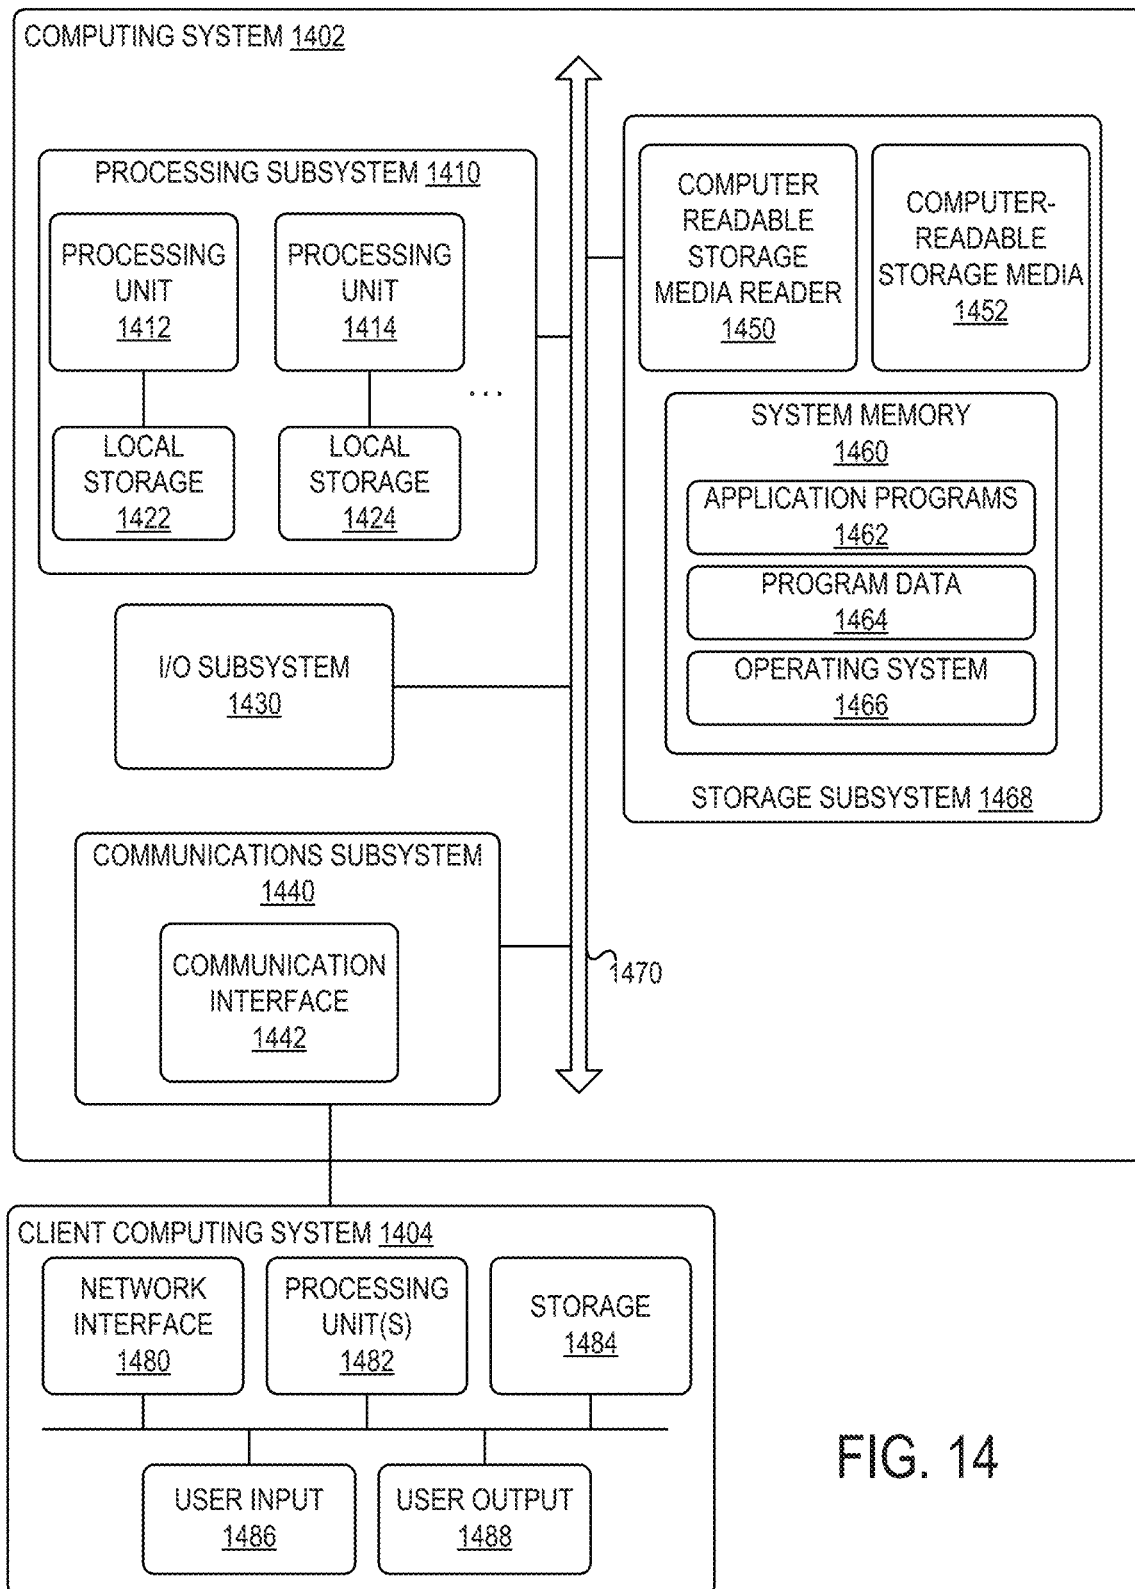 COMPUTING SYSTEM 1402
PROCESSING SUBSYSTEM 1410
PROCESSING
UNIT
1412
PROCESSING
UNIT
1414
...
LOCAL
STORAGE
1422
LOCAL
STORAGE
1424
I/O SUBSYSTEM
1430
COMMUNICATIONS SUBSYSTEM
1440
COMMUNICATION
INTERFACE
1442
COMPUTER
READABLE
STORAGE
MEDIA READER
1450
COMPUTER-
READABLE
STORAGE MEDIA
1452
SYSTEM MEMORY
1460
APPLICATION PROGRAMS
1462
PROGRAM DATA
1464
OPERATING SYSTEM
1466
STORAGE SUBSYSTEM 1468
1470
CLIENT COMPUTING SYSTEM 1404
NETWORK
INTERFACE
1480
PROCESSING
UNIT(S)
1482
STORAGE
1484
USER INPUT
1486
USER OUTPUT
1488
FIG. 14